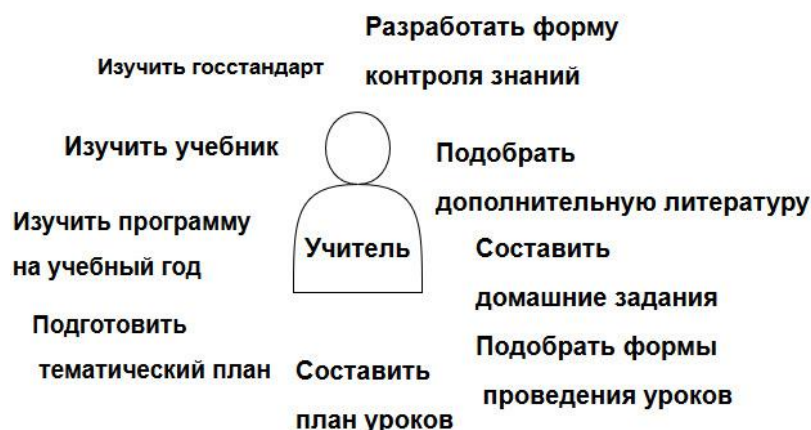 Разработать форму
контроля знаний
Изучить госстандарт
Изучить учебник
Подобрать
дополнительную литературу
Изучить программу
на учебный год
Учитель
Составить
домашние задания
Подготовить
тематический план
Подобрать формы
проведения уроков
Составить
план уроков